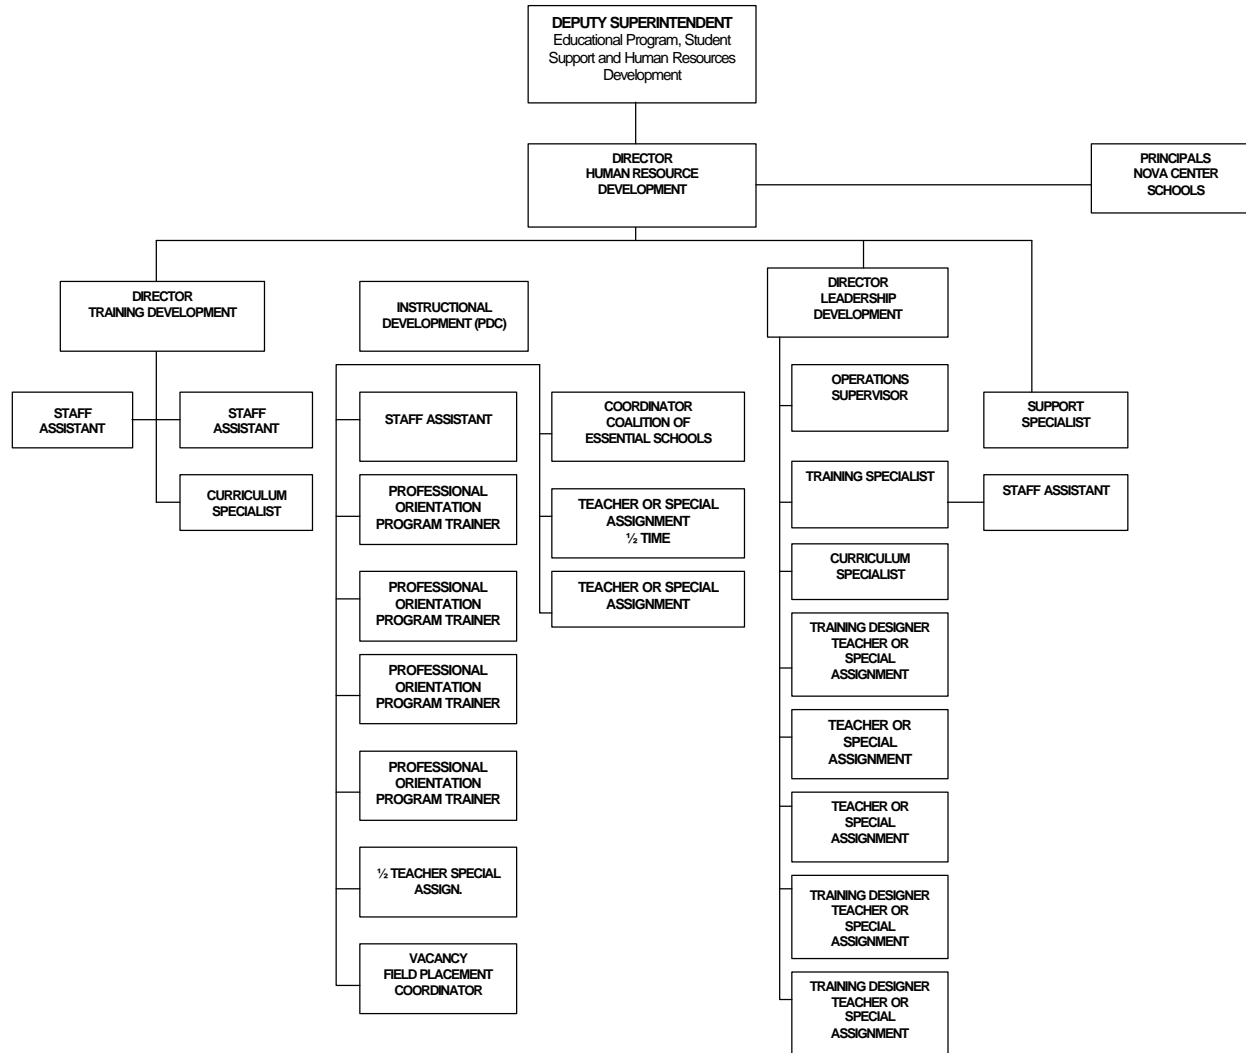 DEPUTY SUPERINTENDENT
Educational Program, Student
Support and Human Resources
Development
DIRECTOR
HUMAN RESOURCE
DEVELOPMENT
PRINCIPALS
NOVA CENTER
SCHOOLS
DIRECTOR
TRAINING DEVELOPMENT
STAFF
ASSISTANT
STAFF
ASSISTANT
CURRICULUM
SPECIALIST
INSTRUCTIONAL
DEVELOPMENT (PDC)
STAFF ASSISTANT
PROFESSIONAL
ORIENTATION
PROGRAM TRAINER
PROFESSIONAL
ORIENTATION
PROGRAM TRAINER
PROFESSIONAL
ORIENTATION
PROGRAM TRAINER
PROFESSIONAL
ORIENTATION
PROGRAM TRAINER
½ TEACHER SPECIAL
ASSIGN.
VACANCY
FIELD PLACEMENT
COORDINATOR
COORDINATOR
COALITION OF
ESSENTIAL SCHOOLS
TEACHER OR SPECIAL
ASSIGNMENT
½ TIME
TEACHER OR SPECIAL
ASSIGNMENT
DIRECTOR
LEADERSHIP
DEVELOPMENT
OPERATIONS
SUPERVISOR
TRAINING SPECIALIST
STAFF ASSISTANT
CURRICULUM
SPECIALIST
TRAINING DESIGNER
TEACHER OR
SPECIAL
ASSIGNMENT
TEACHER OR
SPECIAL
ASSIGNMENT
TEACHER OR
SPECIAL
ASSIGNMENT
TRAINING DESIGNER
TEACHER OR
SPECIAL
ASSIGNMENT
TRAINING DESIGNER
TEACHER OR
SPECIAL
ASSIGNMENT
SUPPORT
SPECIALIST